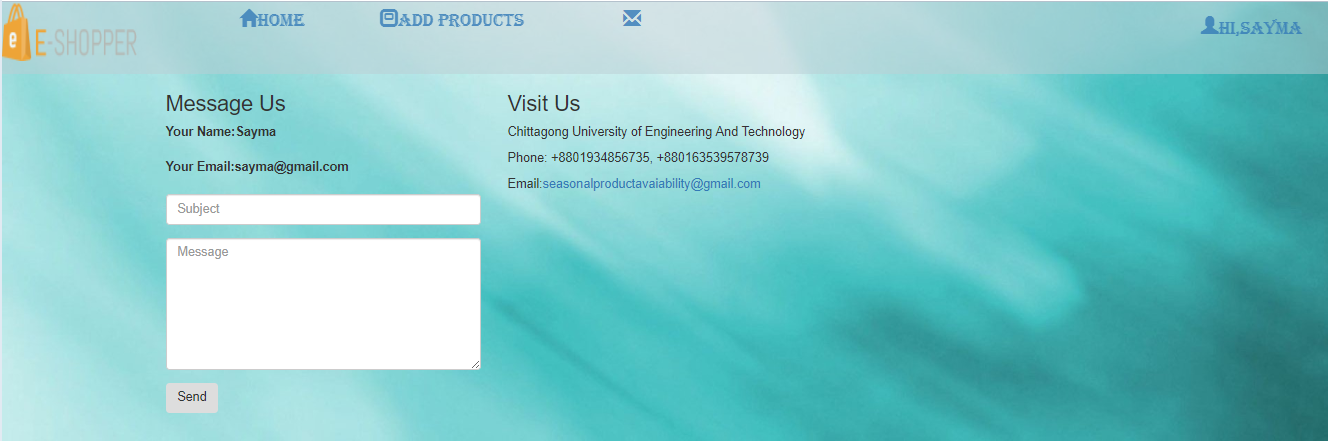 e E-SHOPPER
HOME
ADD PRODUCTS
HI,SAYMA
Message Us
Your Name:Sayma
Your Email:sayma@gmail.com
Subject
Message
Send
Visit Us
Chittagong University of Engineering And Technology
Phone: +8801934856735, +880163539578739
Email:seasonalproductavaiability@gmail.com